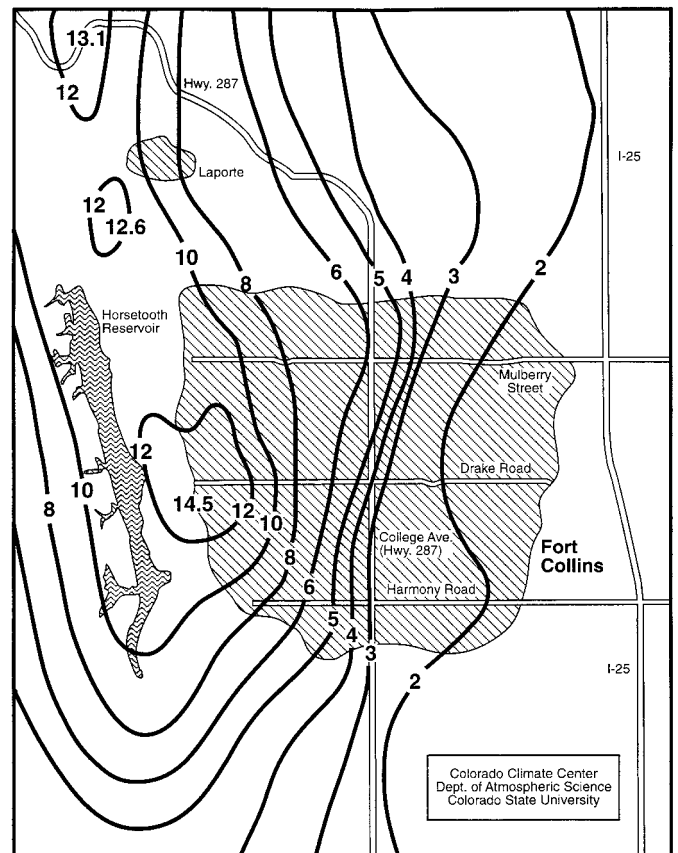 13.1
12
Hwy. 287
I-25
Laporte
12
12.6
10
8
6
5
4
3
2
Horsetooth
Reservoir
Mulberry
Street
12
Drake Road
10
8
14.5
12
10
College Ave.
(Hwy. 287)
Fort
Collins
8
6
Harmony Road
5
4
3
2
I-25
Colorado Climate Center
Dept. of Atmospheric Science
Colorado State University